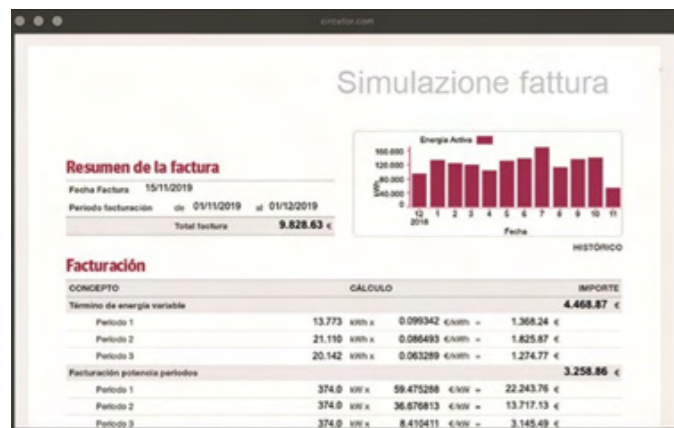 circutor.com
Simulazione fattura
Resumen de la factura
Fecha Factura 15/11/2019
Periodo facturación de 01/11/2019 al 01/12/2019
Total factura 9.828.63 €
Energía Activa
160.000
120.000
80.000
40.000
0
kWh
12 1 2 3 4 5 6 7 8 9 10 11
2018
Fecha
HISTÓRICO
Facturación
CONCEPTO CÁLCULO IMPORTE
Término de energía variable 4.468.87 €
Periodo 1 13.773 kWh x 0.099342 €/kWh = 1.368.24 €
Periodo 2 21.110 kWh x 0.086493 €/kWh = 1.825.87 €
Periodo 3 20.142 kWh x 0.063289 €/kWh = 1.274.77 €
Facturación potencia periodos 3.258.86 €
Periodo 1 374.0 kW x 59.475288 €/kW = 22.243.76 €
Periodo 2 374.0 kW x 36.676813 €/kW = 13.717.13 €
Periodo 3 374.0 kW x 8.410411 €/kW = 3.145.49 €